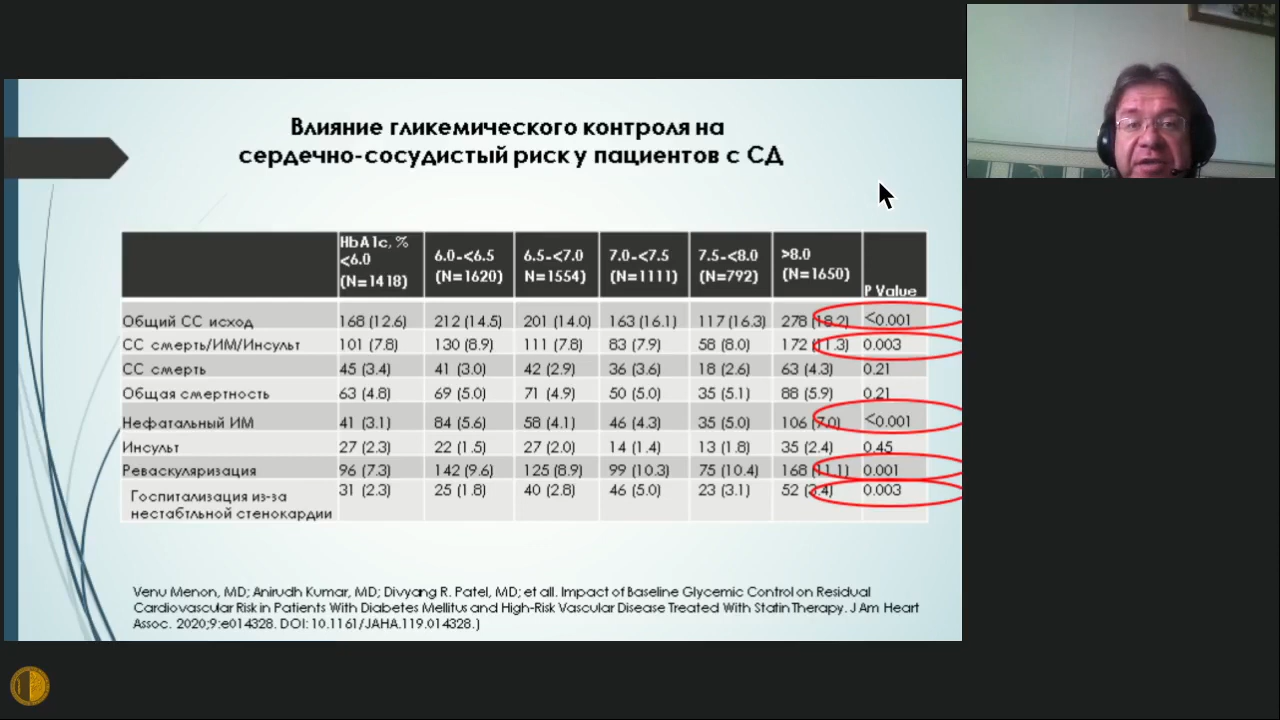 Влияние гликемического контроля на
сердечно-сосудистый риск у пациентов с СД
HbA1c, % <6.0 (N=1418) 6.0-<6.5 (N=1620) 6.5-<7.0 N=1554) 7.0-<7.5 (N=1111) 7.5-<8.0 (N=792) >8.0 (N=1650) P Value
Общий СС исход 168 (12.6) 212 (14.5) 201 (14.0) 163 (16.1) 117 (16.3) 278 (18.2) <0.001
СС смерть/ИМ/Инсульт 101 (7.8) 130 (8.9) 111 (7.8) 83 (7.9) 58 (8.0) 172 (11.3) 0.003
СС смерть 45 (3.4) 41 (3.0) 42 (2.9) 36 (3.6) 18 (2.6) 63 (4.3) 0.21
Общая смертность 63 (4.8) 69 (5.0) 71 (4.9) 50 (5.0) 35 (5.1) 88 (5.9) 0.21
Нефатальный ИМ 41 (3.1) 84 (5.6) 58 (4.1) 46 (4.3) 35 (5.0) 106 (7.0) <0.001
Инсульт 27 (2.3) 22 (1.5) 27 (2.0) 14 (1.4) 13 (1.8) 35 (2.4) 0.45
Реваскуляризация 96 (7.3) 142 (9.6) 125 (8.9) 99 (10.3) 75 (10.4) 168 (11.1) 0.001
Госпитализация из-за нестабтльной стенокардии 31 (2.3) 25 (1.8) 40 (2.8) 46 (5.0) 23 (3.1) 52 (3.4) 0.003
Venu Menon, MD; Anirudh Kumar, MD; Divyang R. Patel, MD; et all. Impact of Baseline Glycemic Control on Residual
Cardiovascular Risk in Patients With Diabetes Mellitus and High-Risk Vascular Disease Treated With Statin Therapy. J Am Heart
Assoc. 2020;9:e014328. DOI: 10.1161/JAHA.119.014328.)